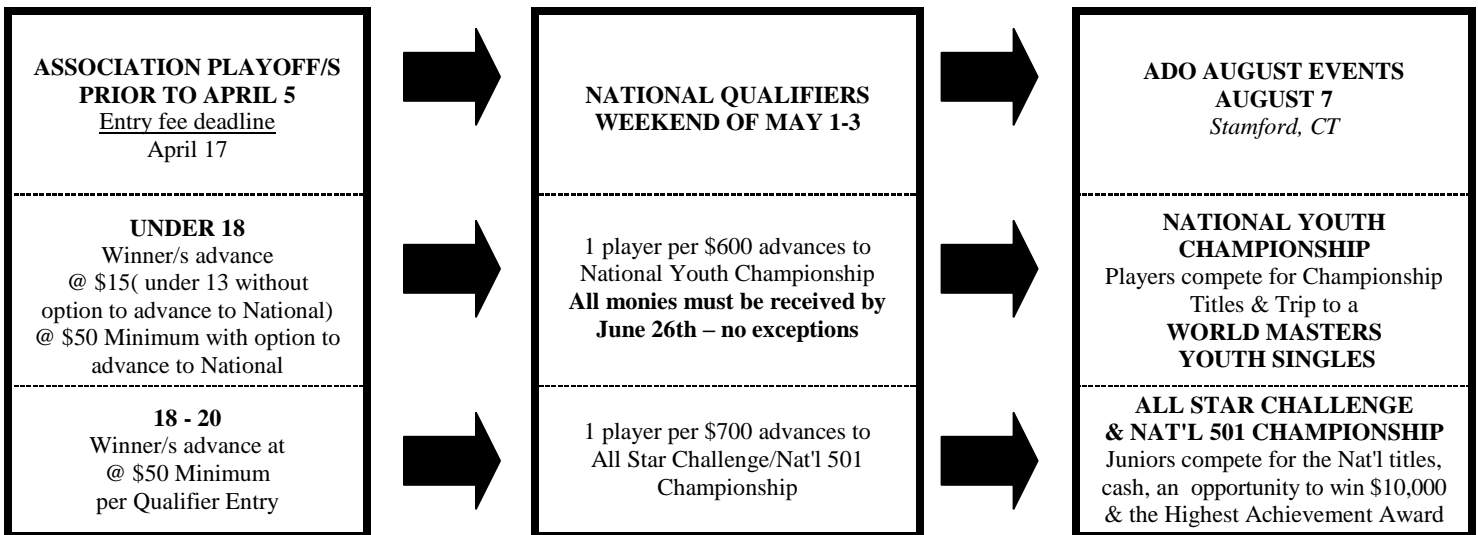 ASSOCIATION PLAYOFF/S
PRIOR TO APRIL 5
Entry fee deadline
April 17
UNDER 18
Winner/s advance
@ $15( under 13 without
option to advance to National)
@ $50 Minimum with option to
advance to National
18 - 20
Winner/s advance at
@ $50 Minimum
per Qualifier Entry
NATIONAL QUALIFIERS
WEEKEND OF MAY 1-3
1 player per $600 advances to
National Youth Championship
All monies must be received by
June 26th – no exceptions
1 player per $700 advances to
All Star Challenge/Nat'l 501
Championship
ADO AUGUST EVENTS
AUGUST 7
Stamford, CT
NATIONAL YOUTH
CHAMPIONSHIP
Players compete for Championship
Titles & Trip to a
WORLD MASTERS
YOUTH SINGLES
ALL STAR CHALLENGE
& NAT'L 501 CHAMPIONSHIP
Juniors compete for the Nat'l titles,
cash, an opportunity to win $10,000
& the Highest Achievement Award